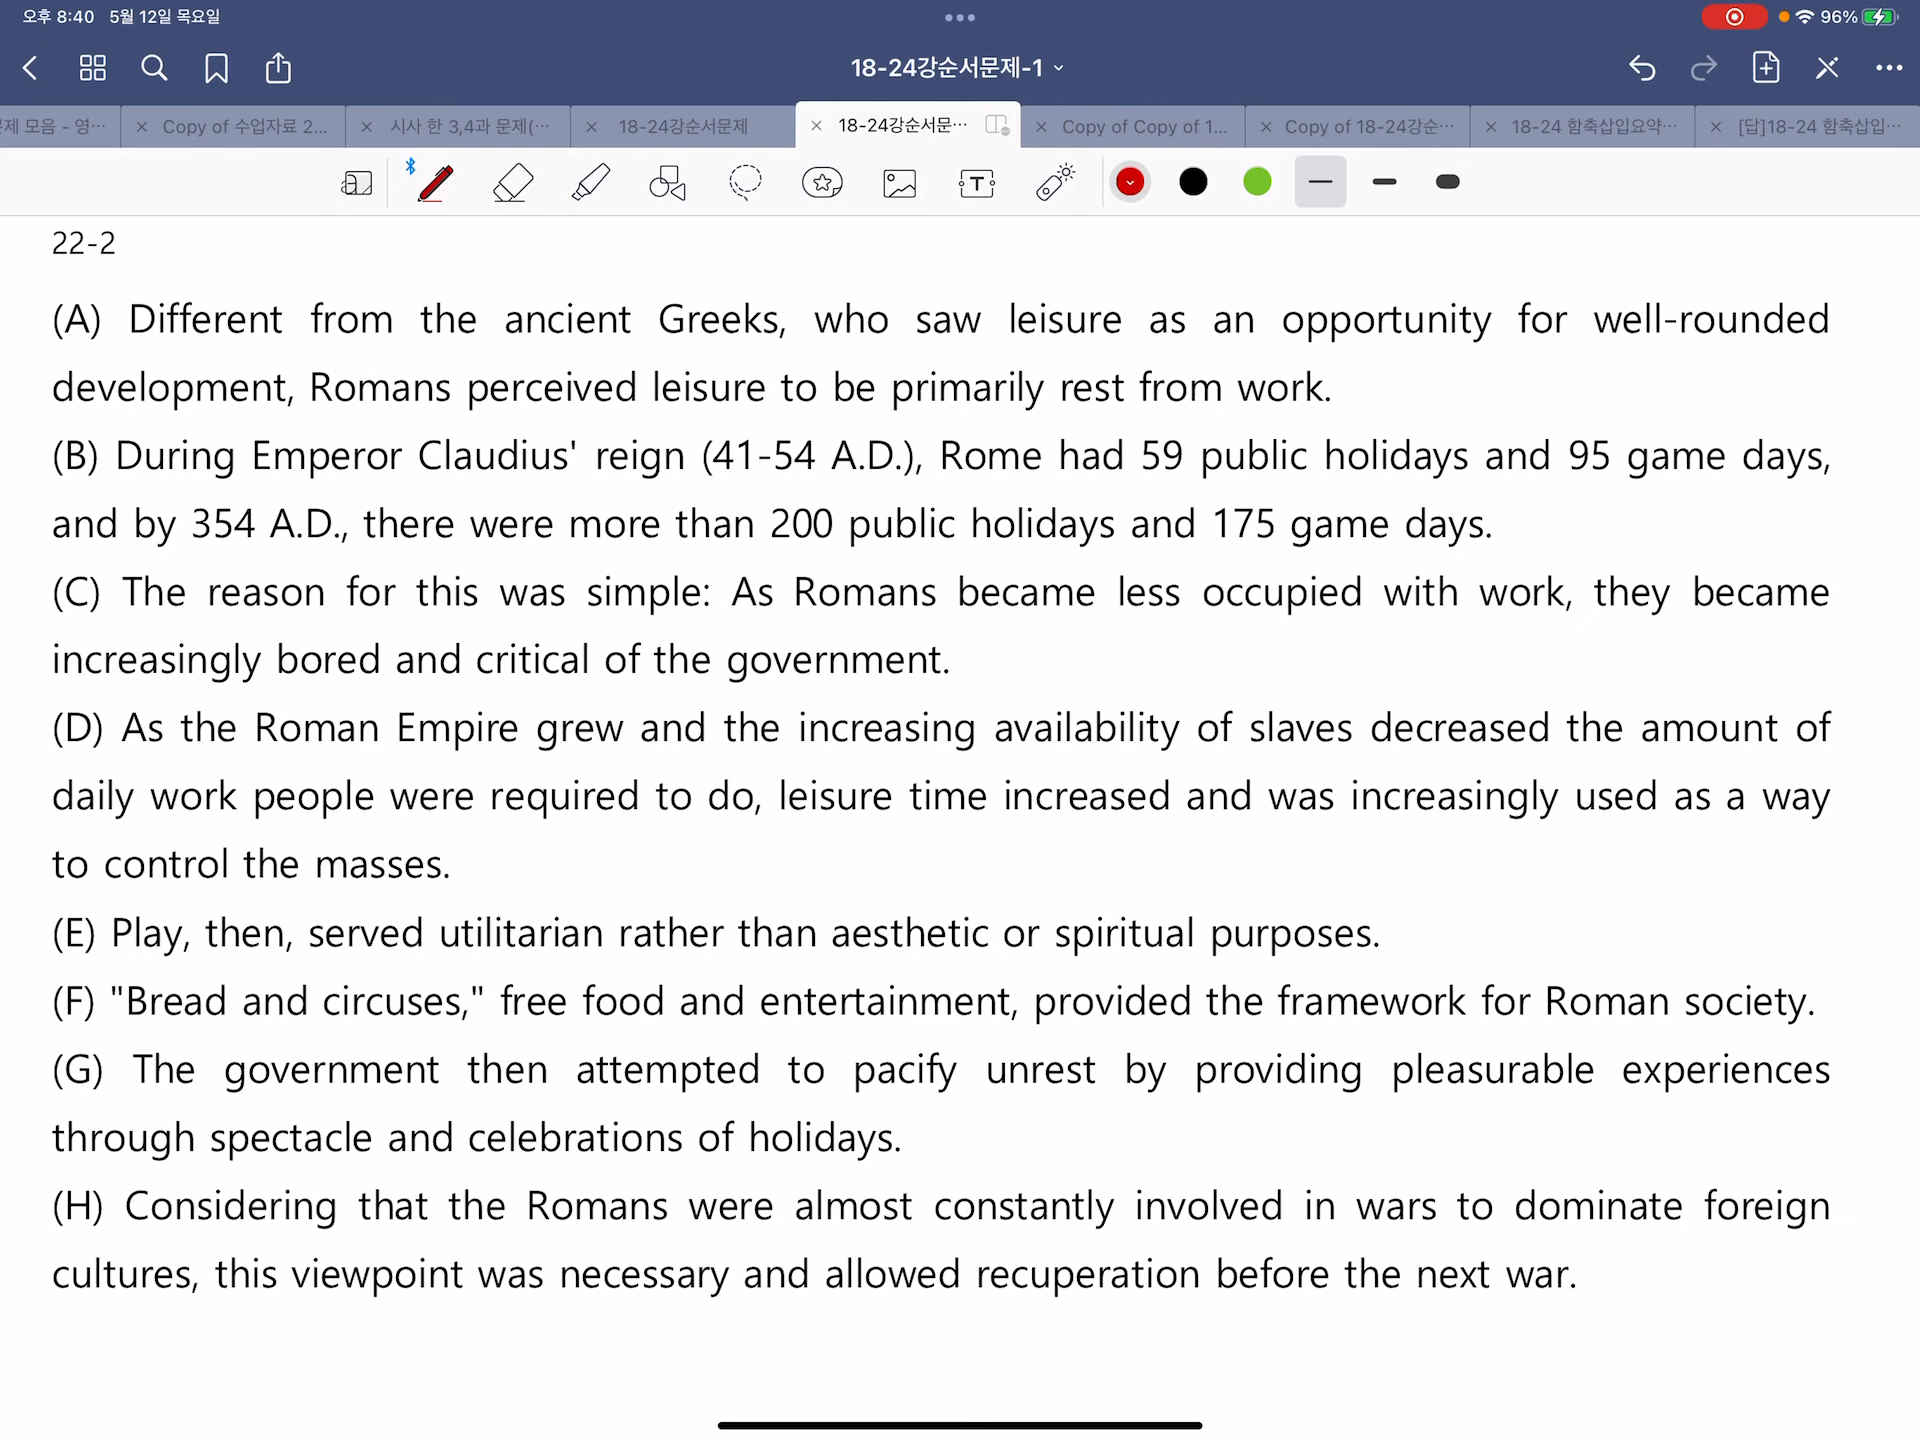 오후 8:40 5월 12일 목요일
96%
18-24강순서문제-1
제 모음 - 영…
Copy of 수업자료 2...
시사 한 3,4과 문제(…
18-24강순서문제
18-24강순서문…
Copy of Copy of 1...
Copy of 18-24강순…
18-24 함축삽입요약…
[답]18-24 함축삽입…
T
22-2
(A) Different from the ancient Greeks, who saw leisure as an opportunity for well-rounded
development, Romans perceived leisure to be primarily rest from work.
(B) During Emperor Claudius' reign (41-54 A.D.), Rome had 59 public holidays and 95 game days,
and by 354 A.D., there were more than 200 public holidays and 175 game days.
(C) The reason for this was simple: As Romans became less occupied with work, they became
increasingly bored and critical of the government.
(D) As the Roman Empire grew and the increasing availability of slaves decreased the amount of
daily work people were required to do, leisure time increased and was increasingly used as a way
to control the masses.
(E) Play, then, served utilitarian rather than aesthetic or spiritual purposes.
(F) "Bread and circuses," free food and entertainment, provided the framework for Roman society.
(G) The government then attempted to pacify unrest by providing pleasurable experiences
through spectacle and celebrations of holidays.
(H) Considering that the Romans were almost constantly involved in wars to dominate foreign
cultures, this viewpoint was necessary and allowed recuperation before the next war.